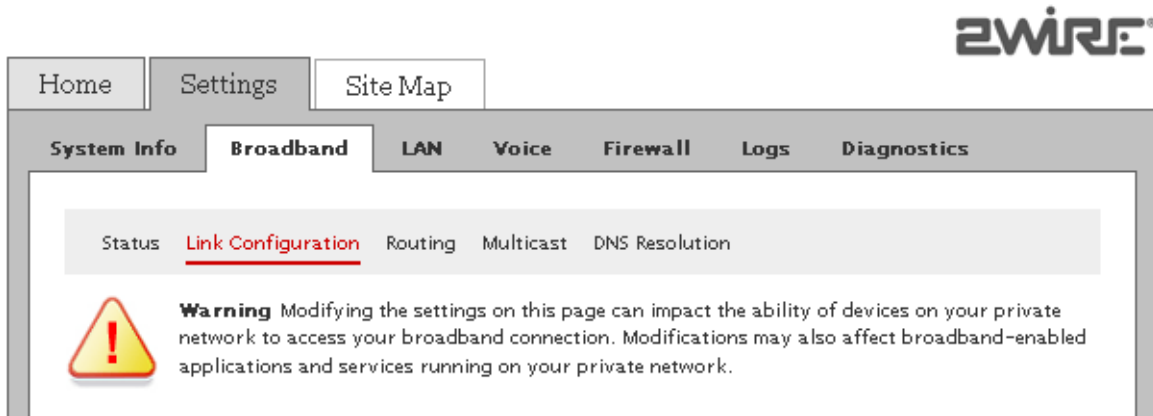 2WIRE®
Home Settings Site Map
System Info Broadband LAN Voice Firewall Logs Diagnostics
Status Link Configuration Routing Multicast DNS Resolution
!
Warning Modifying the settings on this page can impact the ability of devices on your private
network to access your broadband connection. Modifications may also affect broadband-enabled
applications and services running on your private network.